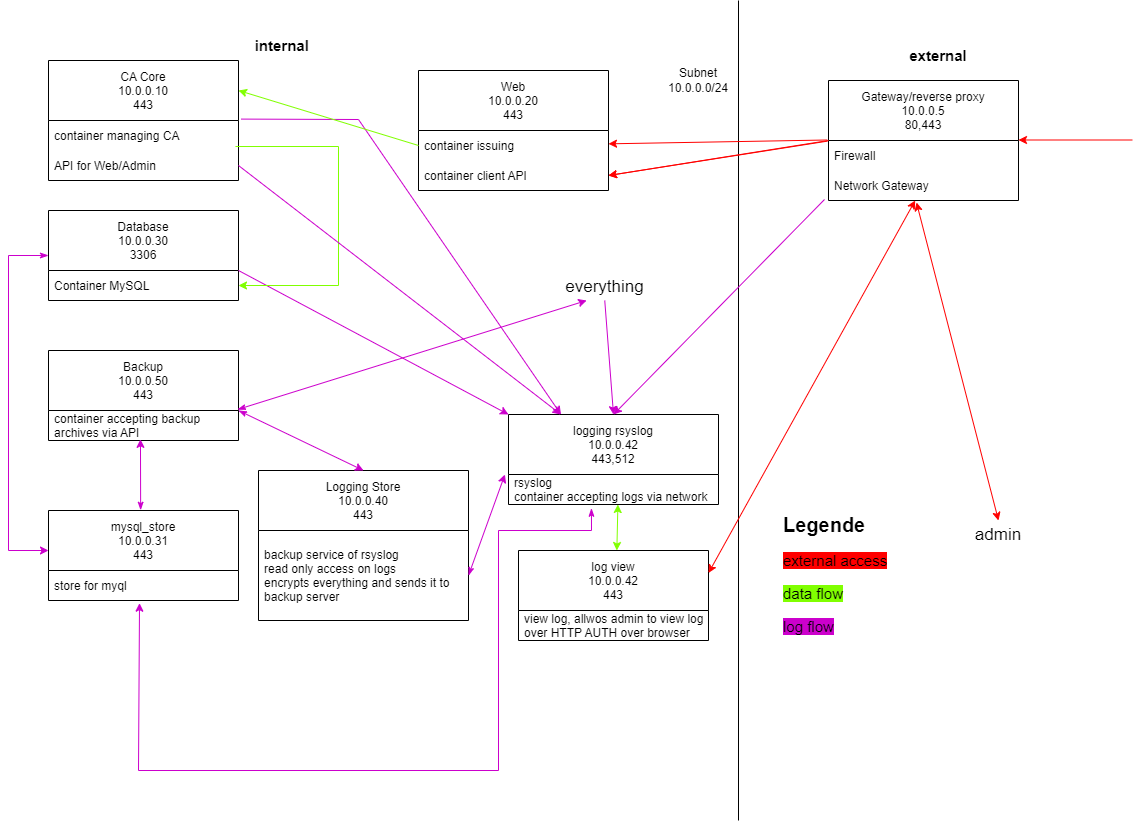 internal
external
CA Core
10.0.0.10
443
container managing CA
API for Web/Admin
Web
10.0.0.20
443
container issuing
container client API
Subnet
10.0.0.0/24
Gateway/reverse proxy
10.0.0.5
80,443
Firewall
Network Gateway
Database
10.0.0.30
3306
Container MySQL
everything
Backup
10.0.0.50
443
container accepting backup
archives via API
logging rsyslog
10.0.0.42
443,512
rsyslog
container accepting logs via network
Logging Store
10.0.0.40
443
backup service of rsyslog
read only access on logs
encrypts everything and sends it to
backup server
mysql_store
10.0.0.31
443
store for myql
log view
10.0.0.42
443
view log, allwos admin to view log
over HTTP AUTH over browser
admin
Legende
external access
data flow
log flow